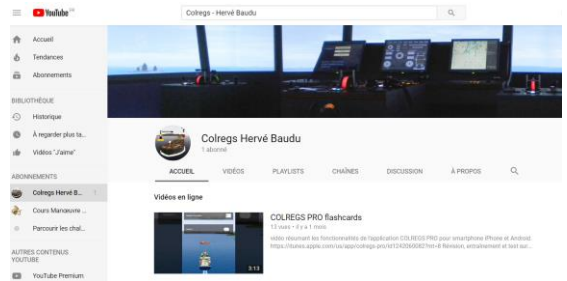 YouTube
Colregs - Hervé Baudu
Accueil
Tendances
Abonnements
BIBLIOTHÈQUE
Historique
À regarder plus ta...
Vidéos "J'aime"
ABONNEMENTS
Colregs Hervé B...
Cours Manœuvre ...
Parcourir les chaî...
AUTRES CONTENUS
YOUTUBE
YouTube Premium
Colregs Hervé Baudu
1 abonné
ACCUEIL VIDÉOS PLAYLISTS CHAÎNES DISCUSSION À PROPOS
Vidéos en ligne
3:13
COLREGS PRO flashcards
13 vues • il y a 1 mois
vidéo résumant les fonctionnalités de l'application COLREGS PRO pour smartphone iPhone et Android.